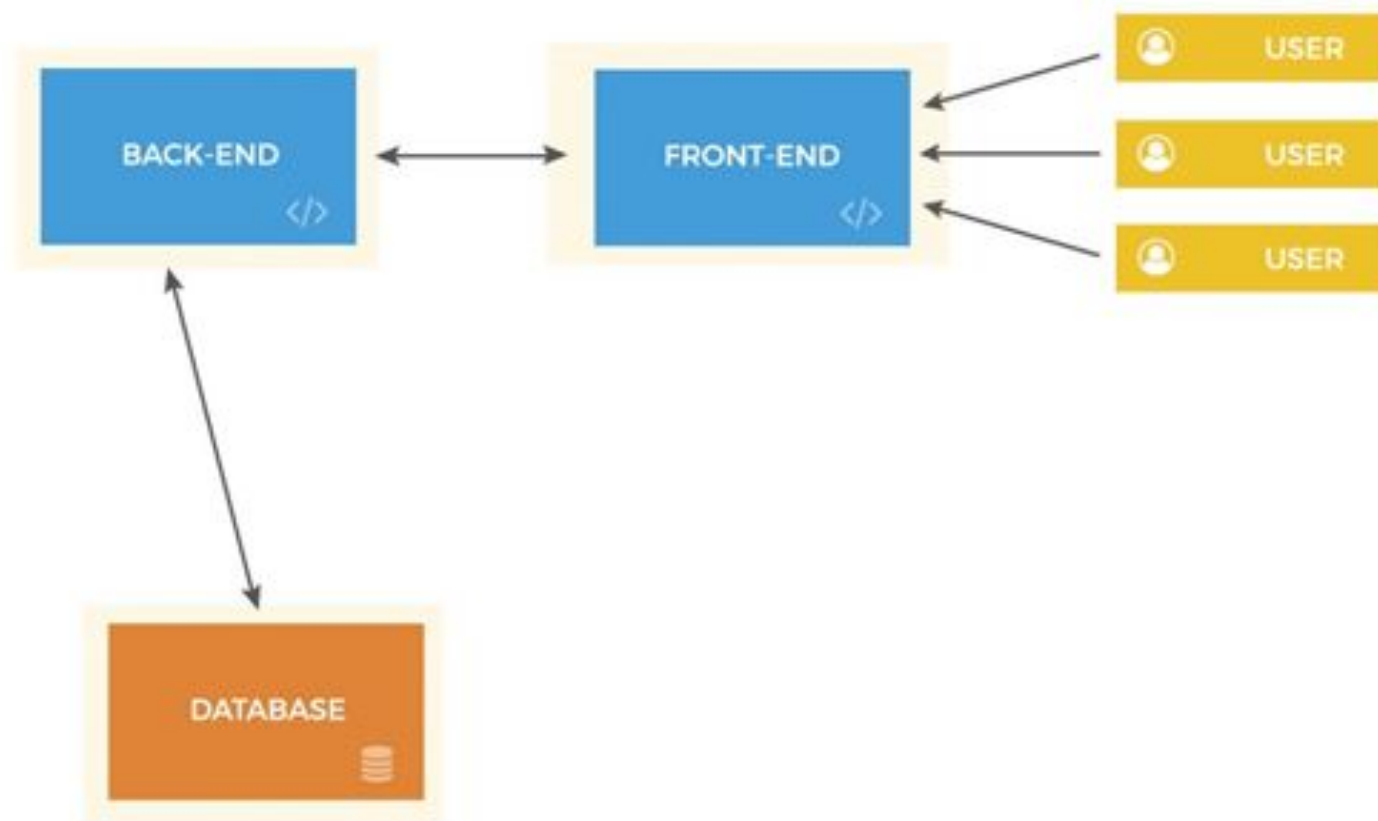 BACK-END
</>
FRONT-END
</>
USER
USER
USER
DATABASE